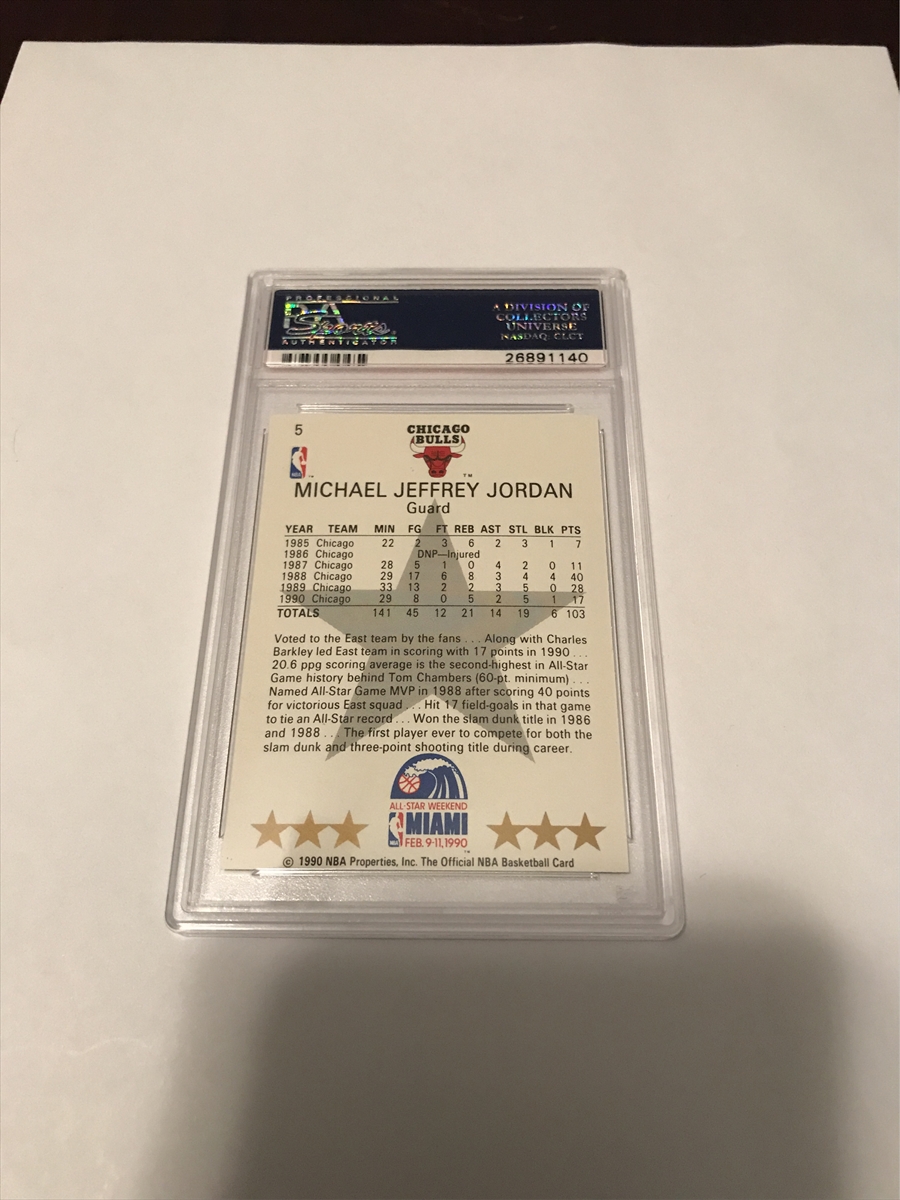 PROFESSIONAL
PSA
Sports
AUTHENTICATOR
A DIVISION OF
COLLECTORS
UNIVERSE
NASDAQ: CLCT
26891140
5
CHICAGO
BULLS
NBA
MICHAEL JEFFREY JORDAN
Guard
YEAR TEAM MIN FG FT REB AST STL BLK PTS
1985 Chicago 22 2 3 6 2 3 1 7
1986 Chicago DNP—Injured
1987 Chicago 28 5 1 0 4 2 0 11
1988 Chicago 29 17 6 8 3 4 4 40
1989 Chicago 33 13 2 2 3 5 0 28
1990 Chicago 29 8 0 5 2 5 1 17
TOTALS 141 45 12 21 14 19 6 103
Voted to the East team by the fans . . . Along with Charles
Barkley led East team in scoring with 17 points in 1990 . . .
20.6 ppg scoring average is the second-highest in All-Star
Game history behind Tom Chambers (60-pt. minimum) . . .
Named All-Star Game MVP in 1988 after scoring 40 points
for victorious East squad . . . Hit 17 field-goals in that game
to tie an All-Star record . . . Won the slam dunk title in 1986
and 1988 . . . The first player ever to compete for both the
slam dunk and three-point shooting title during career.
ALL-STAR WEEKEND
MIAMI
NBA FEB. 9-11, 1990
© 1990 NBA Properties, Inc. The Official NBA Basketball Card